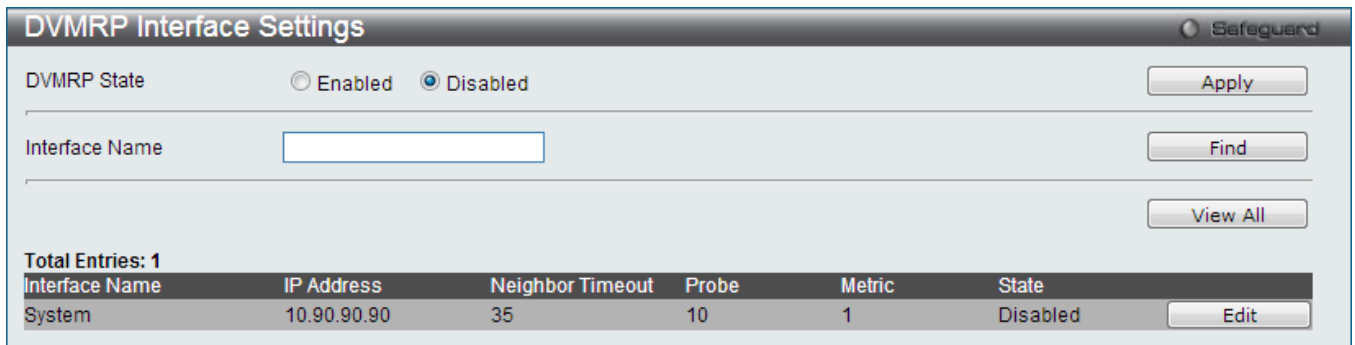 DVMRP Interface Settings Safeguard
DVMRP State Enabled Disabled Apply
Interface Name Find
View All
Total Entries: 1
Interface Name IP Address Neighbor Timeout Probe Metric State
System 10.90.90.90 35 10 1 Disabled Edit